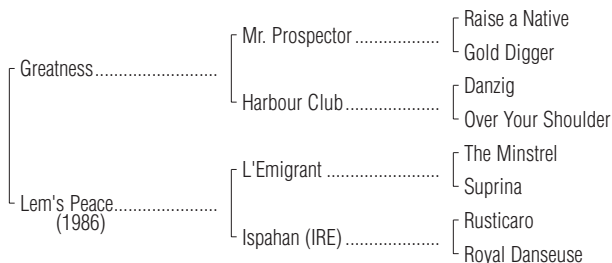 Raise a Native
Mr. Prospector ..................
Gold Digger
Greatness..........................
Danzig
Harbour Club....................
Over Your Shoulder
The Minstrel
L'Emigrant ........................
Suprina
Lem's Peace......................
(1986)
Rusticaro
Ispahan (IRE)....................
Royal Danseuse